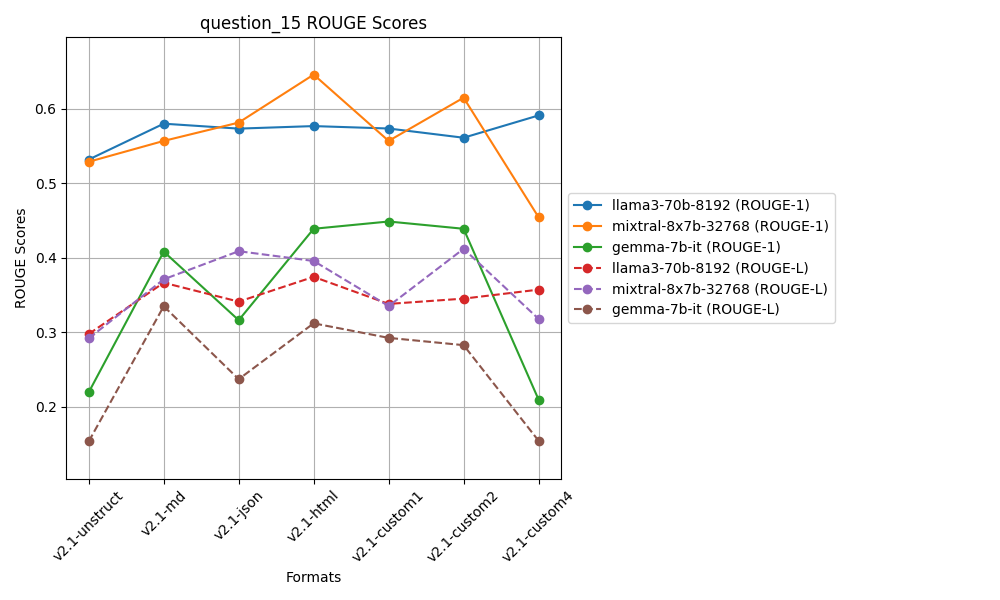 question_15 ROUGE Scores
ROUGE Scores
0.6
0.5
0.4
0.3
0.2
v2.1-unstruct
v2.1-md
v2.1-json
v2.1-html
v2.1-custom1
v2.1-custom2
v2.1-custom4
Formats
llama3-70b-8192 (ROUGE-1)
mixtral-8x7b-32768 (ROUGE-1)
gemma-7b-it (ROUGE-1)
llama3-70b-8192 (ROUGE-L)
mixtral-8x7b-32768 (ROUGE-L)
gemma-7b-it (ROUGE-L)